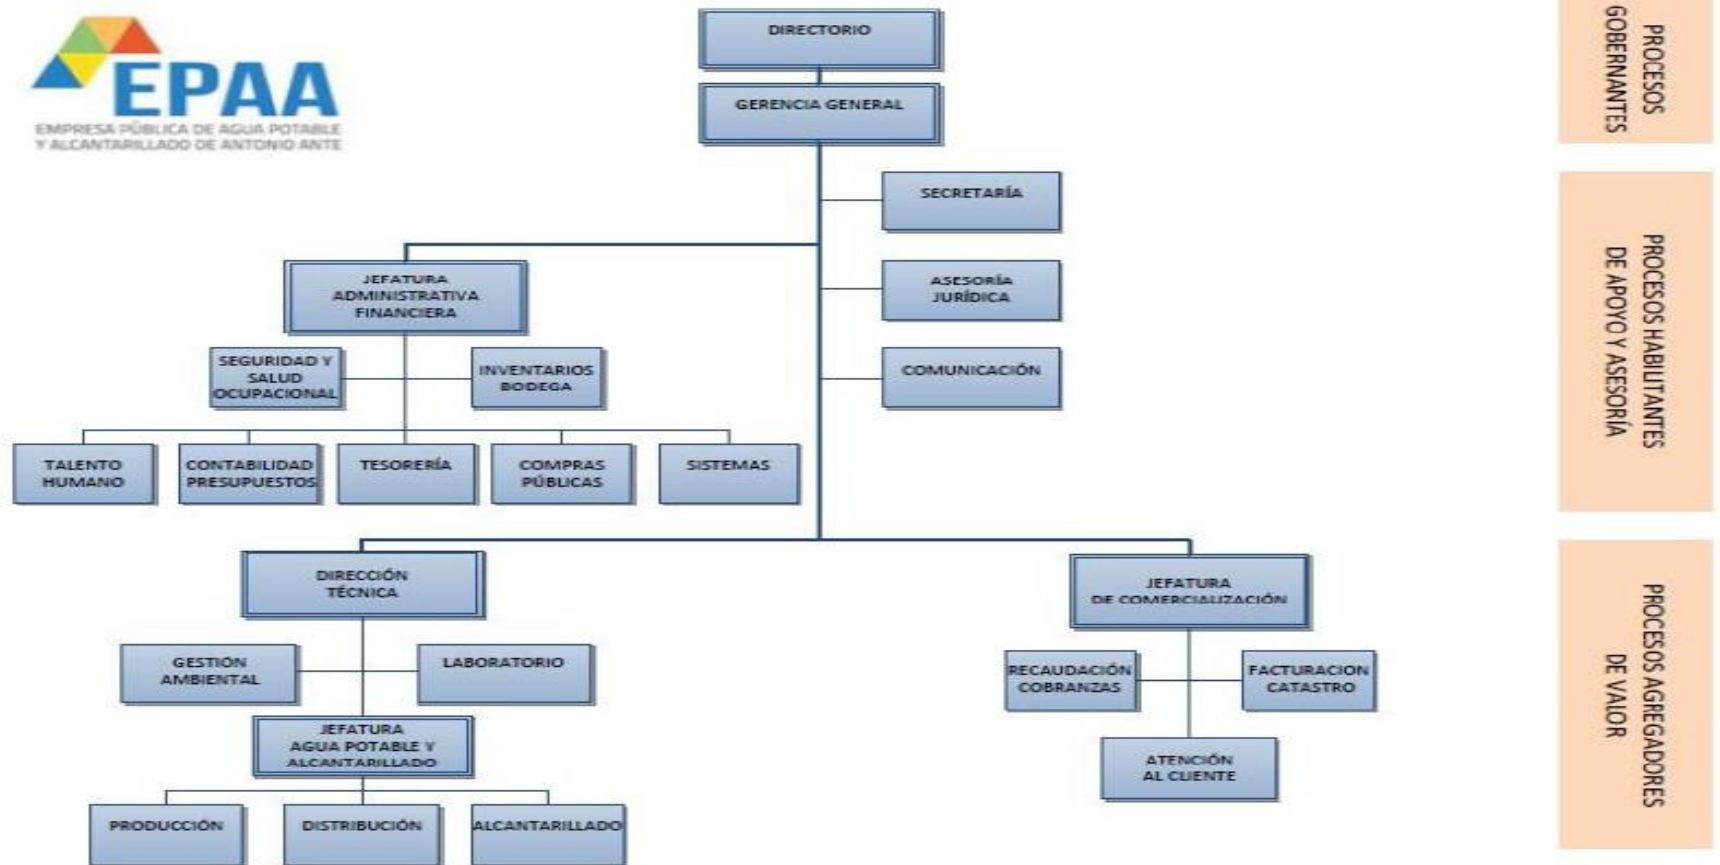 EPAA
EMPRESA PÚBLICA DE AGUA POTABLE
Y ALCANTARILLADO DE ANTONIO ANTE
DIRECTORIO
GERENCIA GENERAL
SECRETARÍA
JEFATURA
ADMINISTRATIVA
FINANCIERA
ASESORÍA
JURÍDICA
SEGURIDAD Y
SALUD
OCUPACIONAL
INVENTARIOS
BODEGA
COMUNICACIÓN
TALENTO
HUMANO
CONTABILIDAD
PRESUPUESTOS
TESORERÍA
COMPRAS
PÚBLICAS
SISTEMAS
DIRECCIÓN
TÉCNICA
JEFATURA
DE COMERCIALIZACIÓN
GESTIÓN
AMBIENTAL
LABORATORIO
RECAUDACIÓN
COBRANZAS
FACTURACION
CATASTRO
JEFATURA
AGUA POTABLE Y
ALCANTARILLADO
ATENCIÓN
AL CLIENTE
PRODUCCIÓN
DISTRIBUCIÓN
ALCANTARILLADO
PROCESOS
GOBERNANTES
PROCESOS HABILITANTES
DE APOYO Y ASESORÍA
PROCESOS AGREGADORES
DE VALOR